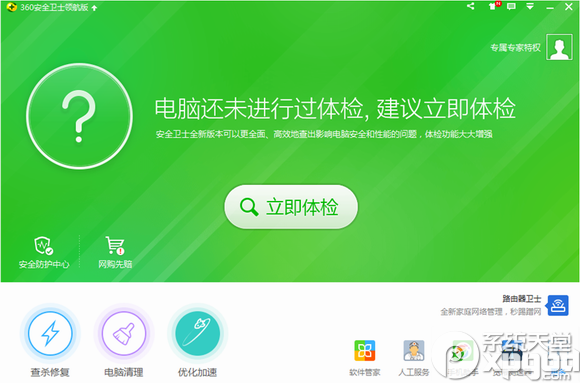 360安全卫士领航版
专属专家特权
电脑还未进行过体检, 建议立即体检
安全卫士全新版本可以更全面、高效地查出影响电脑安全和性能的问题，体检功能大大增强
立即体检
安全防护中心
网购先赔
路由器卫士
全新家庭网络管理，秒踢蹭网
查杀修复
电脑清理
优化加速
软件管家
人工服务
手机助手
系统天堂